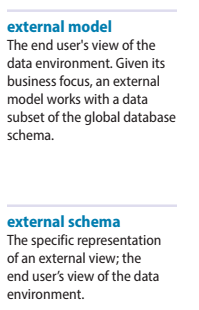 external model
The end user's view of the
data environment. Given its
business focus, an external
model works with a data
subset of the global database
schema.
external schema
The specific representation
of an external view; the
end user’s view of the data
environment.